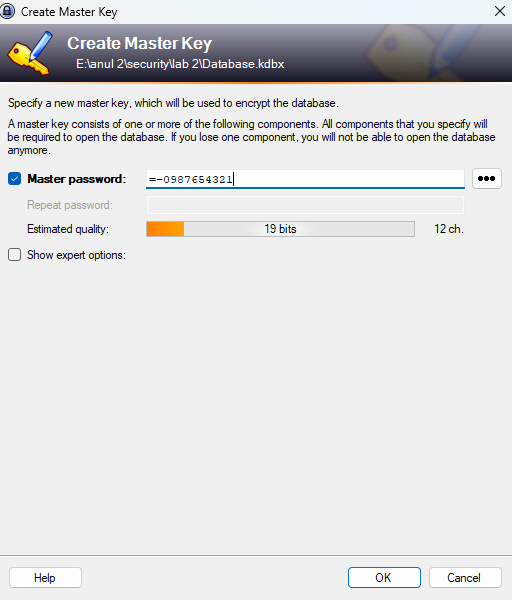 Create Master Key
Create Master Key
E:\anul 2\security\lab 2\Database.kdbx
Specify a new master key, which will be used to encrypt the database.
A master key consists of one or more of the following components. All components that you specify will
be required to open the database. If you lose one component, you will not be able to open the database
anymore.
Master password: =-0987654321
Repeat password:
Estimated quality: 19 bits 12 ch.
Show expert options:
Help OK Cancel